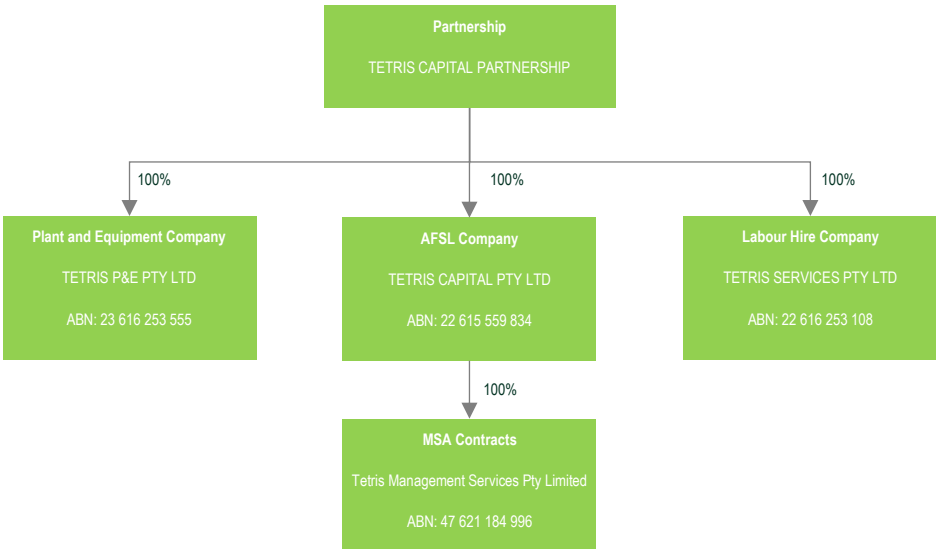 Partnership
TETRIS CAPITAL PARTNERSHIP
100%
100%
100%
Plant and Equipment Company
TETRIS P&E PTY LTD
ABN: 23 616 253 555
AFSL Company
TETRIS CAPITAL PTY LTD
ABN: 22 615 559 834
Labour Hire Company
TETRIS SERVICES PTY LTD
ABN: 22 616 253 108
100%
MSA Contracts
Tetris Management Services Pty Limited
ABN: 47 621 184 996